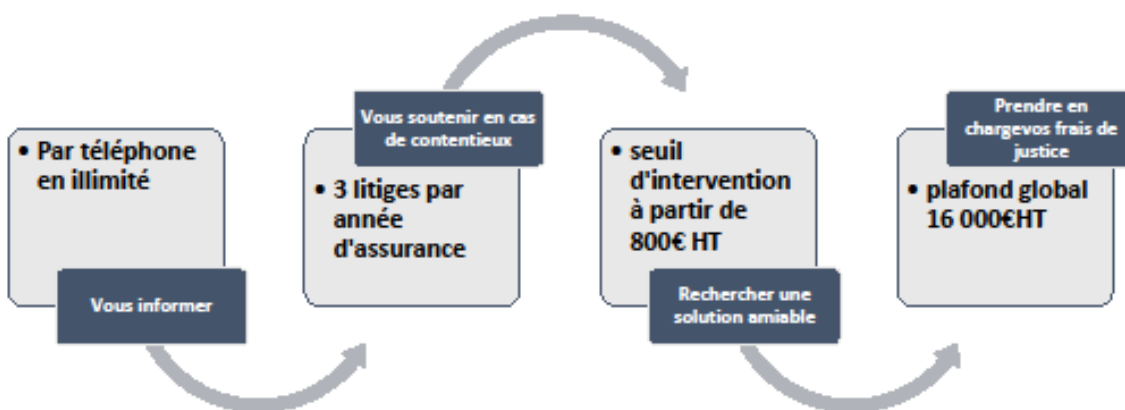 • Par téléphone
en illimité
Vous informer
Vous soutenir en cas
de contentieux
• 3 litiges par
année
d'assurance
• seuil
d'intervention
à partir de
800€ HT
Rechercher une
solution amiable
Prendre en
chargevos frais de
justice
• plafond global
16 000€HT